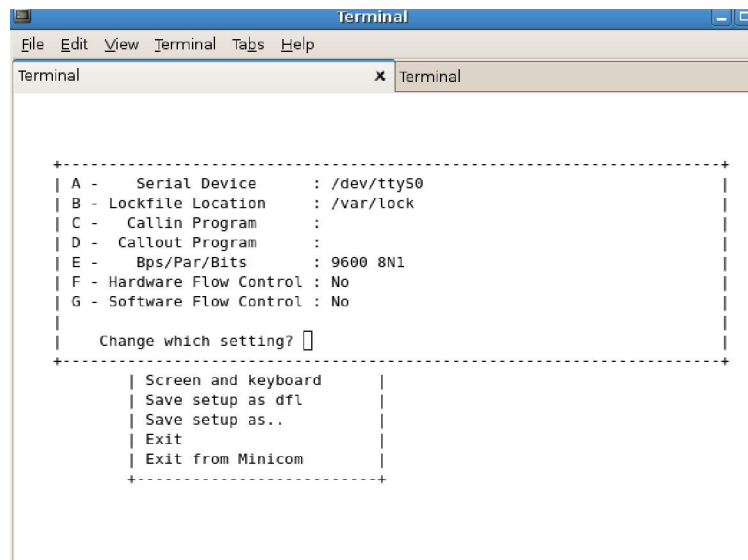 Terminal
File Edit View Terminal Tabs Help
Terminal x Terminal
+-----------------------------------------------------------------------+
| A -    Serial Device      : /dev/ttyS0                                |
| B - Lockfile Location     : /var/lock                                 |
| C -   Callin Program      :                                           |
| D -  Callout Program      :                                           |
| E -    Bps/Par/Bits       : 9600 8N1                                  |
| F - Hardware Flow Control : No                                        |
| G - Software Flow Control : No                                        |
|                                                                       |
|    Change which setting?                                              |
+-----------------------------------------------------------------------+
| Screen and keyboard      |
| Save setup as dfl        |
| Save setup as..          |
| Exit                     |
| Exit from Minicom        |
+--------------------------+